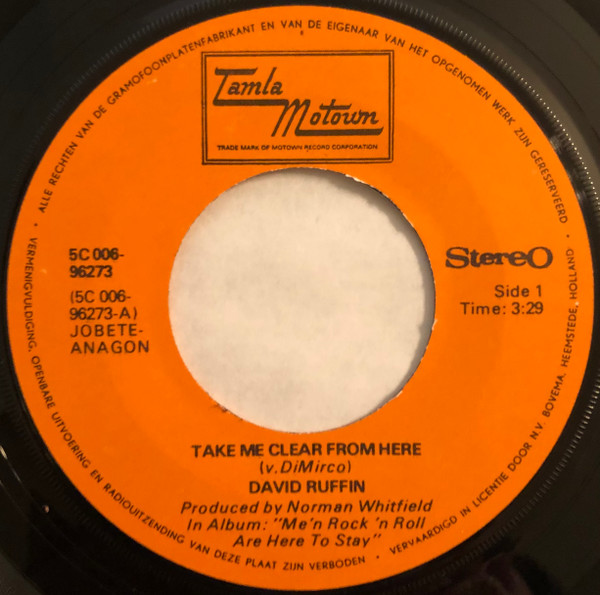 ALLE RECHTEN VAN DE GRAMOFOONPLATENFABRIKANT EN VAN DE EIGENAAR VAN HET OPGENOMEN WERK ZIJN GERESERVEERD
Tamla
Motown
TRADE MARK OF MOTOWN RECORD CORPORATION
5C 006-
96273
(5C 006-
96273-A)
JOBETE-
ANAGON
Stereo
Side 1
Time: 3:29
TAKE ME CLEAR FROM HERE
(v. DiMirco)
DAVID RUFFIN
Produced by Norman Whitfield
In Album: "Me'n Rock 'n Roll
Are Here To Stay"
VERMENGVULDIGING, OPENBARE UITVOERING EN RADIOUITZENDING VAN DEZE PLAAT ZIJN VERBODEN • VERVAARDIGD IN LICENTIE DOOR N.V. BOVEMA, HEEMSTEDE, HOLLAND •